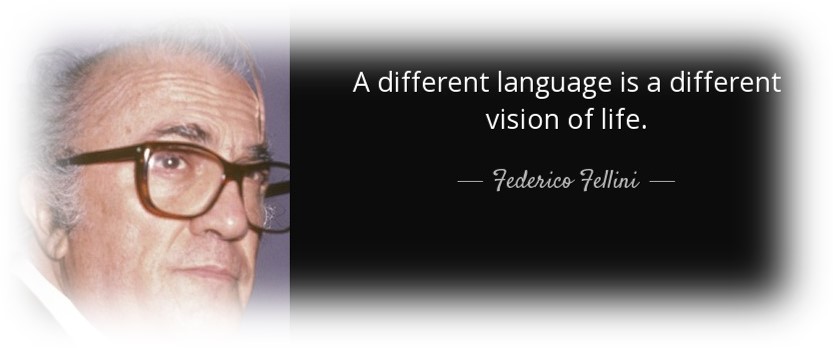 A different language is a different
vision of life.
— Federico Fellini —